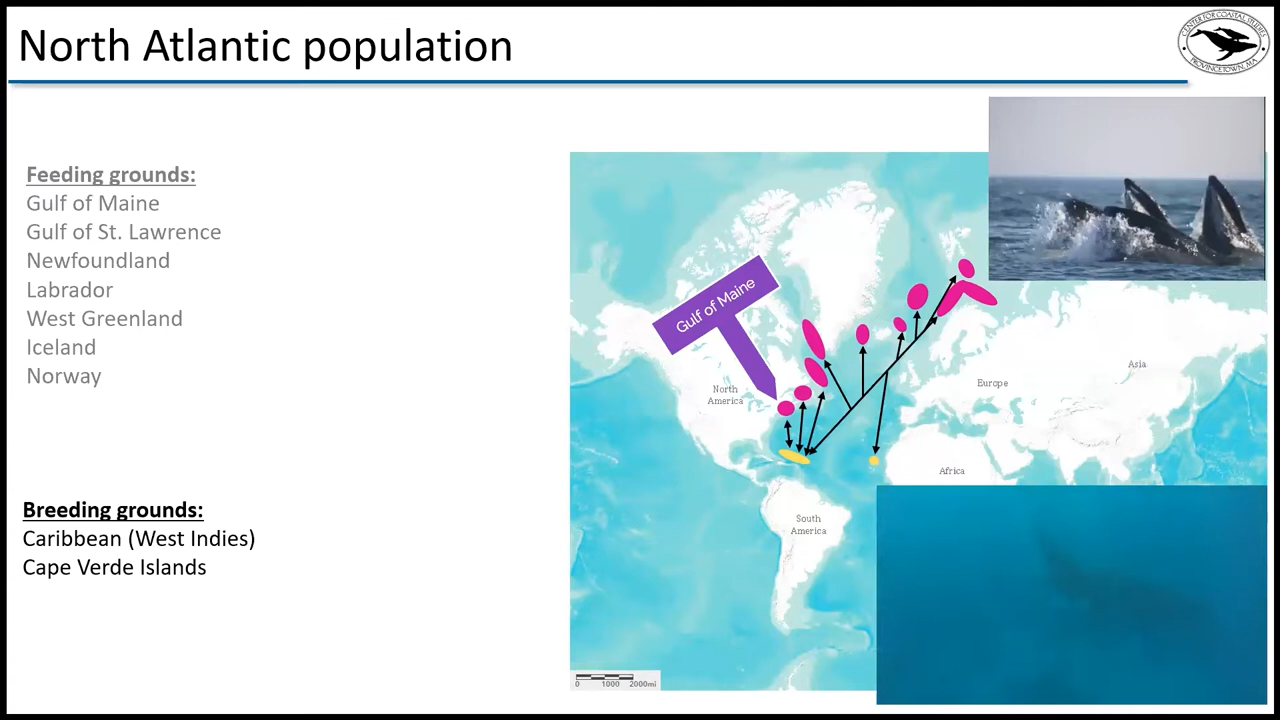 North Atlantic population
CENTER FOR COASTAL STUDIES
PROVINCETOWN, MA
Feeding grounds:
Gulf of Maine
Gulf of St. Lawrence
Newfoundland
Labrador
West Greenland
Iceland
Norway
Breeding grounds:
Caribbean (West Indies)
Cape Verde Islands
Gulf of Maine
North
America
Europe
Asia
Africa
South
America
0 1000 2000mi